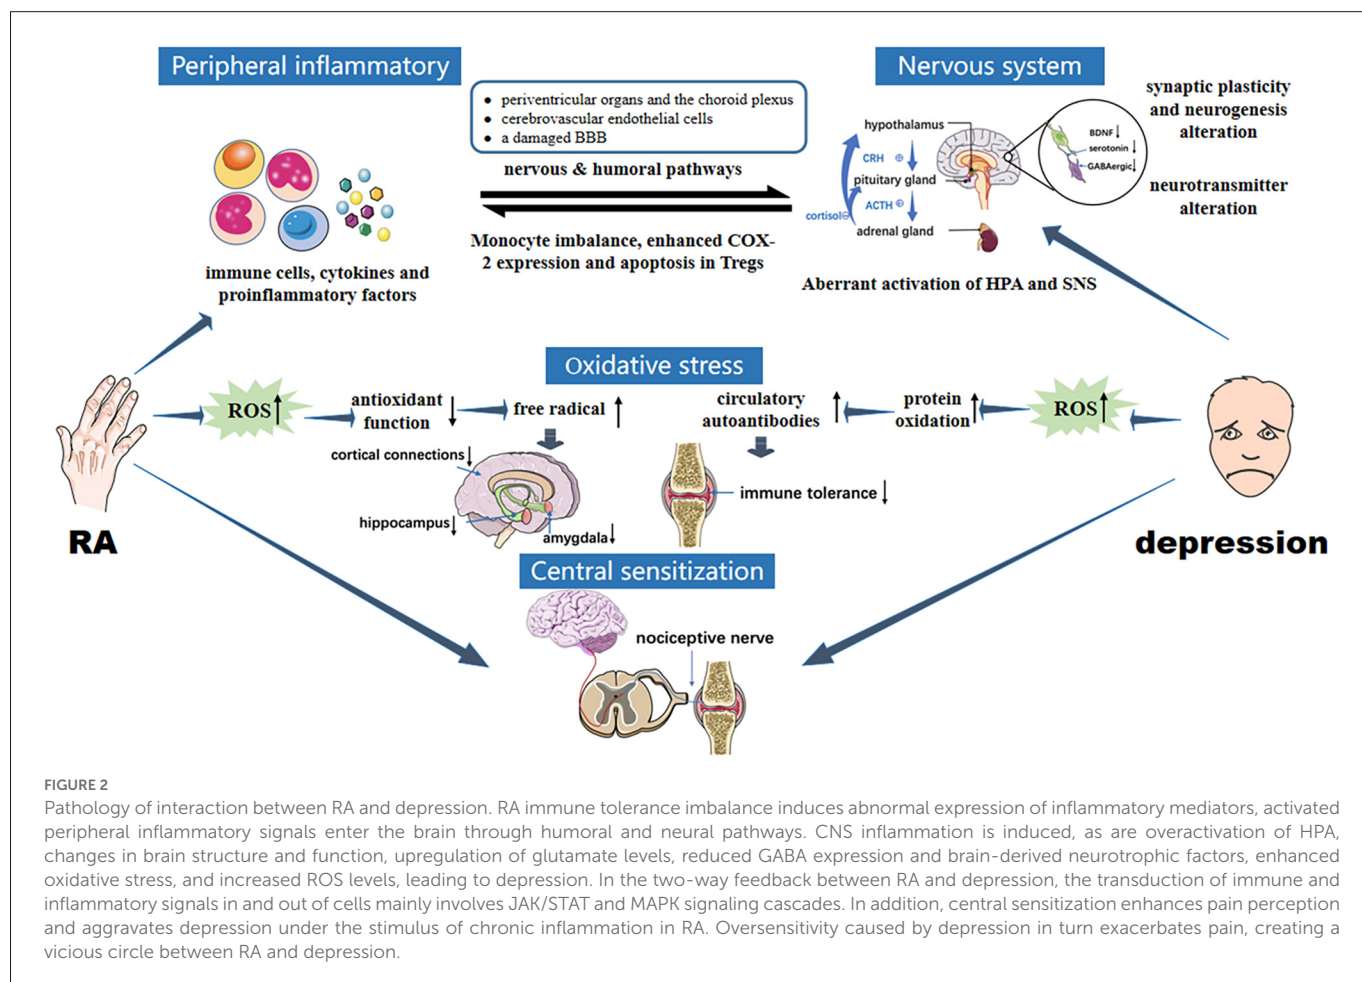 Peripheral inflammatory
Nervous system
• periventricular organs and the choroid plexus
• cerebrovascular endothelial cells
• a damaged BBB
nervous & humoral pathways
Monocyte imbalance, enhanced COX-
2 expression and apoptosis in Tregs
immune cells, cytokines and
proinflammatory factors
hypothalamus
CRH ⊕
pituitary gland
ACTH ⊕
cortisol⊖
adrenal gland
BDNF ↓
serotonin ↓
GABAergic↓
synaptic plasticity
and neurogenesis
alteration
neurotransmitter
alteration
Aberrant activation of HPA and SNS
Oxidative stress
RA
ROS ↑
antioxidant
function ↓
free radical ↑
cortical connections ↓
hippocampus ↓
amygdala ↓
circulatory
autoantibodies ↑
protein
oxidation ↑
ROS ↑
immune tolerance ↓
depression
Central sensitization
nociceptive nerve
FIGURE 2
Pathology of interaction between RA and depression. RA immune tolerance imbalance induces abnormal expression of inflammatory mediators, activated
peripheral inflammatory signals enter the brain through humoral and neural pathways. CNS inflammation is induced, as are overactivation of HPA,
changes in brain structure and function, upregulation of glutamate levels, reduced GABA expression and brain-derived neurotrophic factors, enhanced
oxidative stress, and increased ROS levels, leading to depression. In the two-way feedback between RA and depression, the transduction of immune and
inflammatory signals in and out of cells mainly involves JAK/STAT and MAPK signaling cascades. In addition, central sensitization enhances pain perception
and aggravates depression under the stimulus of chronic inflammation in RA. Oversensitivity caused by depression in turn exacerbates pain, creating a
vicious circle between RA and depression.